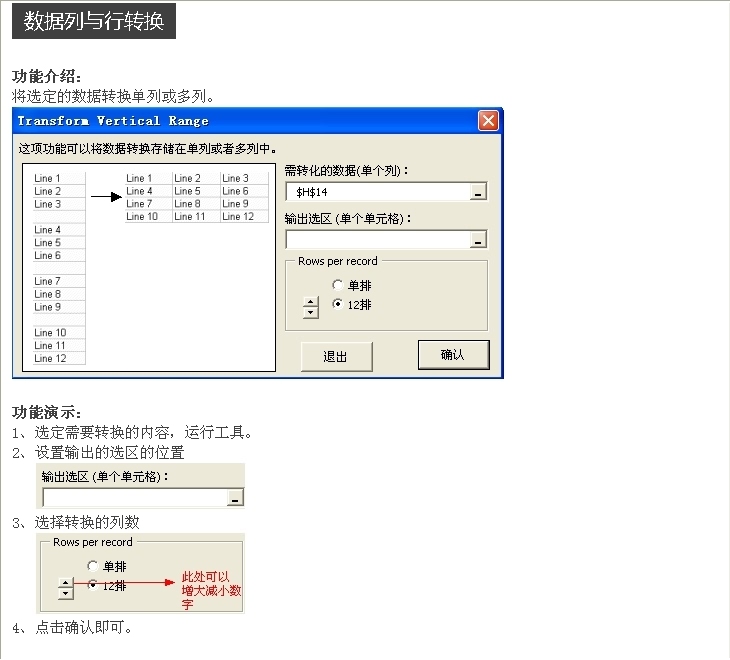 数据列与行转换
功能介绍：
将选定的数据转换单列或多列。
Transform Vertical Range
这项功能可以将数据转换存储在单列或者多列中。
Line 1
Line 2
Line 3
Line 4
Line 5
Line 6
Line 7
Line 8
Line 9
Line 10
Line 11
Line 12
Line 1 Line 2 Line 3
Line 4 Line 5 Line 6
Line 7 Line 8 Line 9
Line 10 Line 11 Line 12
需转化的数据(单个列)：
$H$14
输出选区 (单个单元格)：
Rows per record
单排
12排
退出 确认
功能演示：
1、选定需要转换的内容，运行工具。
2、设置输出的选区的位置
输出选区 (单个单元格)：
3、选择转换的列数
Rows per record
单排
12排
此处可以
增大减小数
字
4、点击确认即可。